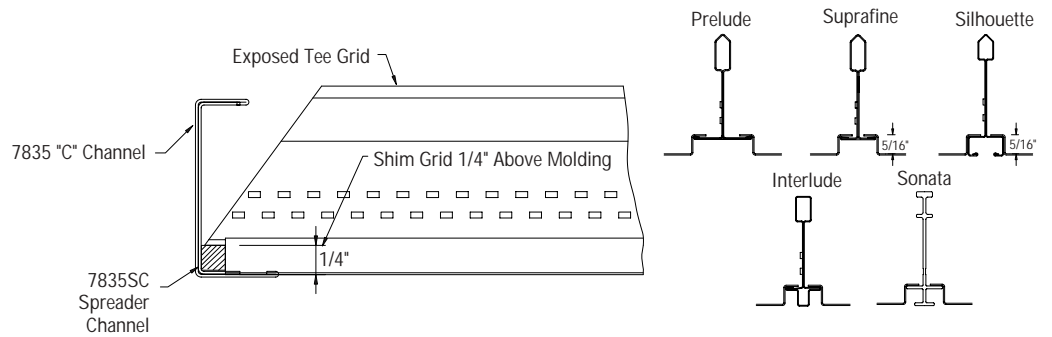 Prelude
Suprafine
Silhouette
Exposed Tee Grid
7835 "C" Channel
Shim Grid 1/4" Above Molding
5/16"
5/16"
Interlude
Sonata
1/4"
7835SC
Spreader
Channel